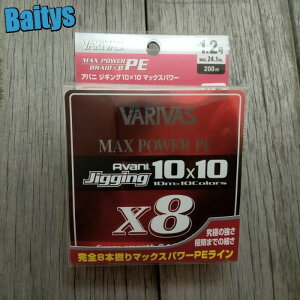 Baitys
VARIVAS
MAX POWER PE
BRAID×8
アバニ ジギング10×10 マックスパワー
1.2号
Max.24.1lb.
200m
VARIVAS
MAX POWER PE
Avani
Jigging 10×10
10m×10Colors
X8
究極の強さ
極限までの細さ
完全8本撚りマックスパワーPEライン